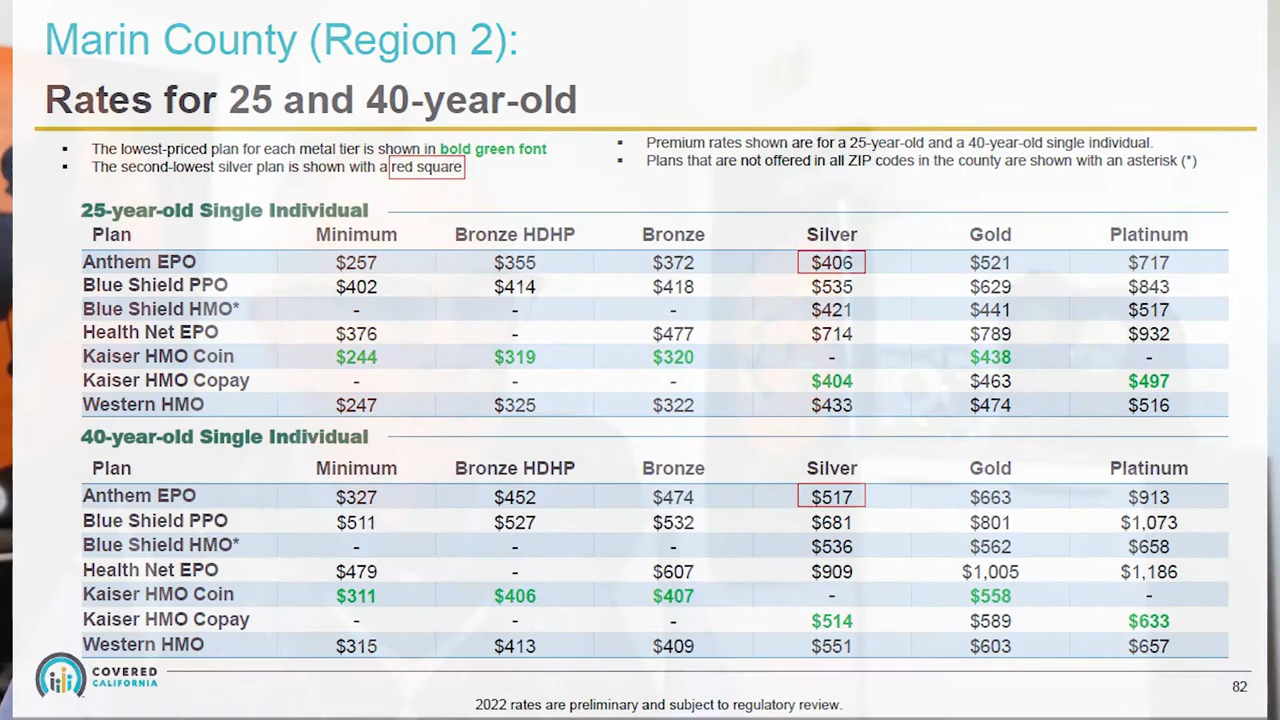 Marin County (Region 2):
Rates for 25 and 40-year-old
▪ The lowest-priced plan for each metal tier is shown in bold green font
▪ The second-lowest silver plan is shown with a red square
▪ Premium rates shown are for a 25-year-old and a 40-year-old single individual.
▪ Plans that are not offered in all ZIP codes in the county are shown with an asterisk (*)
25-year-old Single Individual
Plan Minimum Bronze HDHP Bronze Silver Gold Platinum
Anthem EPO $257 $355 $372 $406 $521 $717
Blue Shield PPO $402 $414 $418 $535 $629 $843
Blue Shield HMO* - - - $421 $441 $517
Health Net EPO $376 - $477 $714 $789 $932
Kaiser HMO Coin $244 $319 $320 - $438 -
Kaiser HMO Copay - - - $404 $463 $497
Western HMO $247 $325 $322 $433 $474 $516
40-year-old Single Individual
Plan Minimum Bronze HDHP Bronze Silver Gold Platinum
Anthem EPO $327 $452 $474 $517 $663 $913
Blue Shield PPO $511 $527 $532 $681 $801 $1,073
Blue Shield HMO* - - - $536 $562 $658
Health Net EPO $479 - $607 $909 $1,005 $1,186
Kaiser HMO Coin $311 $406 $407 - $558 -
Kaiser HMO Copay - - - $514 $589 $633
Western HMO $315 $413 $409 $551 $603 $657
COVERED
CALIFORNIA
82
2022 rates are preliminary and subject to regulatory review.